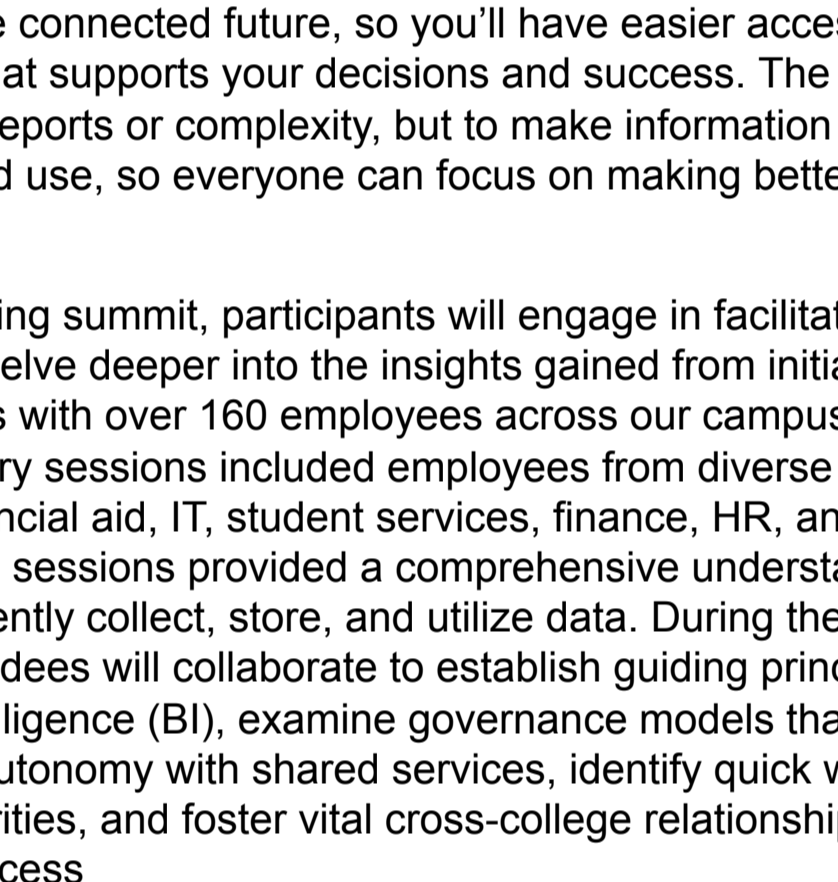 e connected future, so you’ll have easier acces
at supports your decisions and success. The
eports or complexity, but to make information
d use, so everyone can focus on making bette
ing summit, participants will engage in facilitat
elve deeper into the insights gained from initia
s with over 160 employees across our campus
ry sessions included employees from diverse
ncial aid, IT, student services, finance, HR, an
sessions provided a comprehensive understa
ently collect, store, and utilize data. During the
dees will collaborate to establish guiding princ
lligence (BI), examine governance models tha
utonomy with shared services, identify quick w
rities, and foster vital cross-college relationship
cess